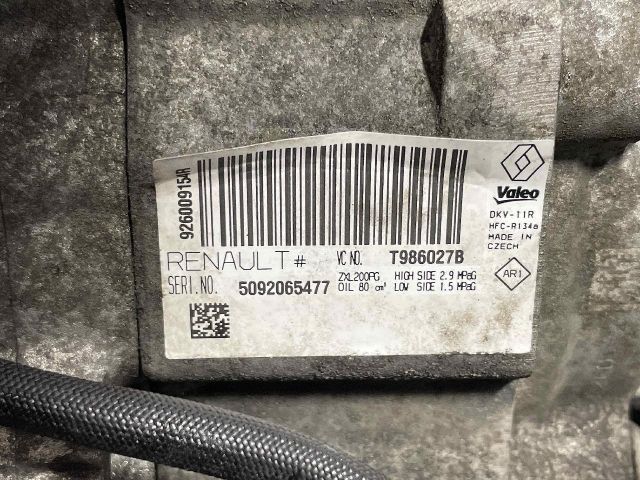 92600915AR
Valeo
DKV-11R
HFC-R134a
MADE IN
CZECH
RENAULT# VC NO. T986027B
SERI.NO. 5092065477
ZXL200PG HIGH SIDE 2.9 MPaG
OIL 80 cm³ LOW SIDE 1.5 MPaG
AR1